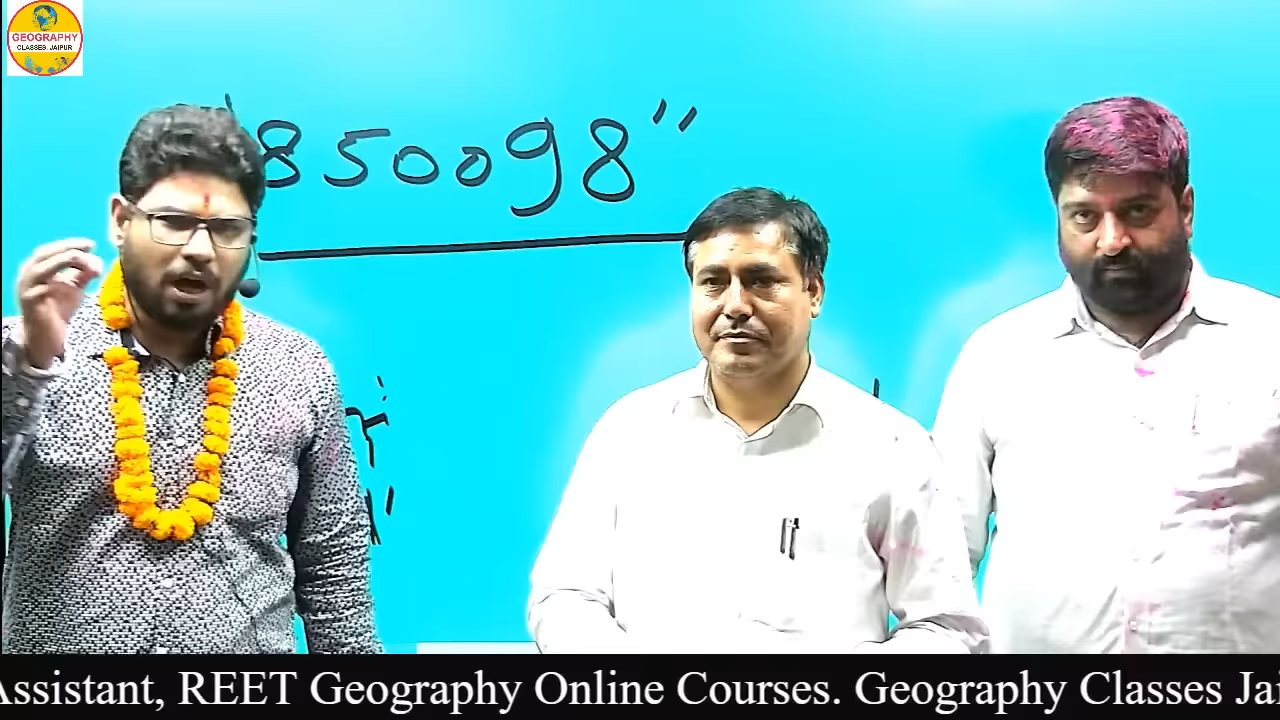 GEOGRAPHY
CLASSES JAIPUR
850098"
Assistant, REET Geography Online Courses. Geography Classes Jai